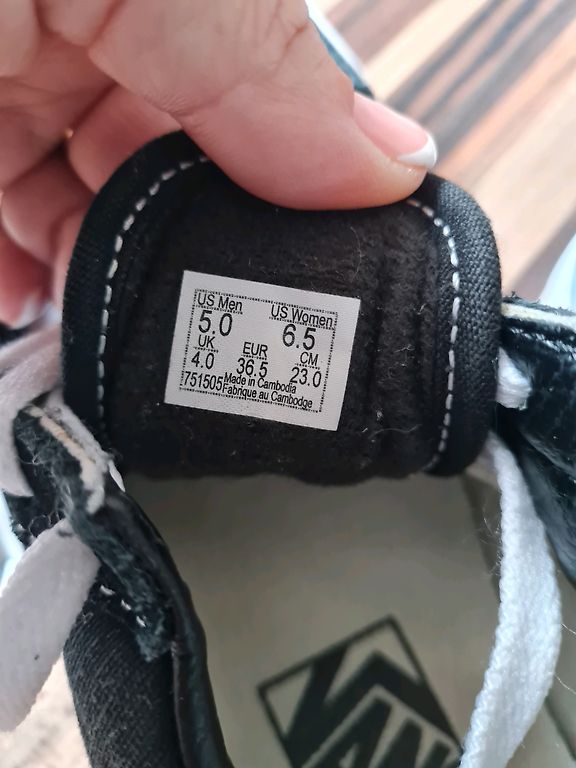 US Men US Women
5.0 6.5
UK EUR CM
4.0 36.5 23.0
751505 Made in Cambodia
Fabrique au Cambodge
VANS